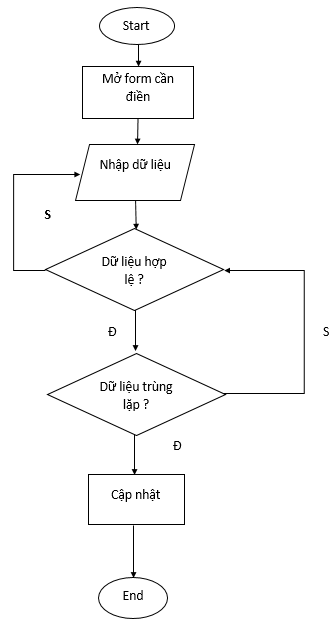 Start
Mở form cần
điền
Nhập dữ liệu
S
Dữ liệu hợp
lệ ?
Đ
S
Dữ liệu trùng
lặp ?
Đ
Cập nhật
End